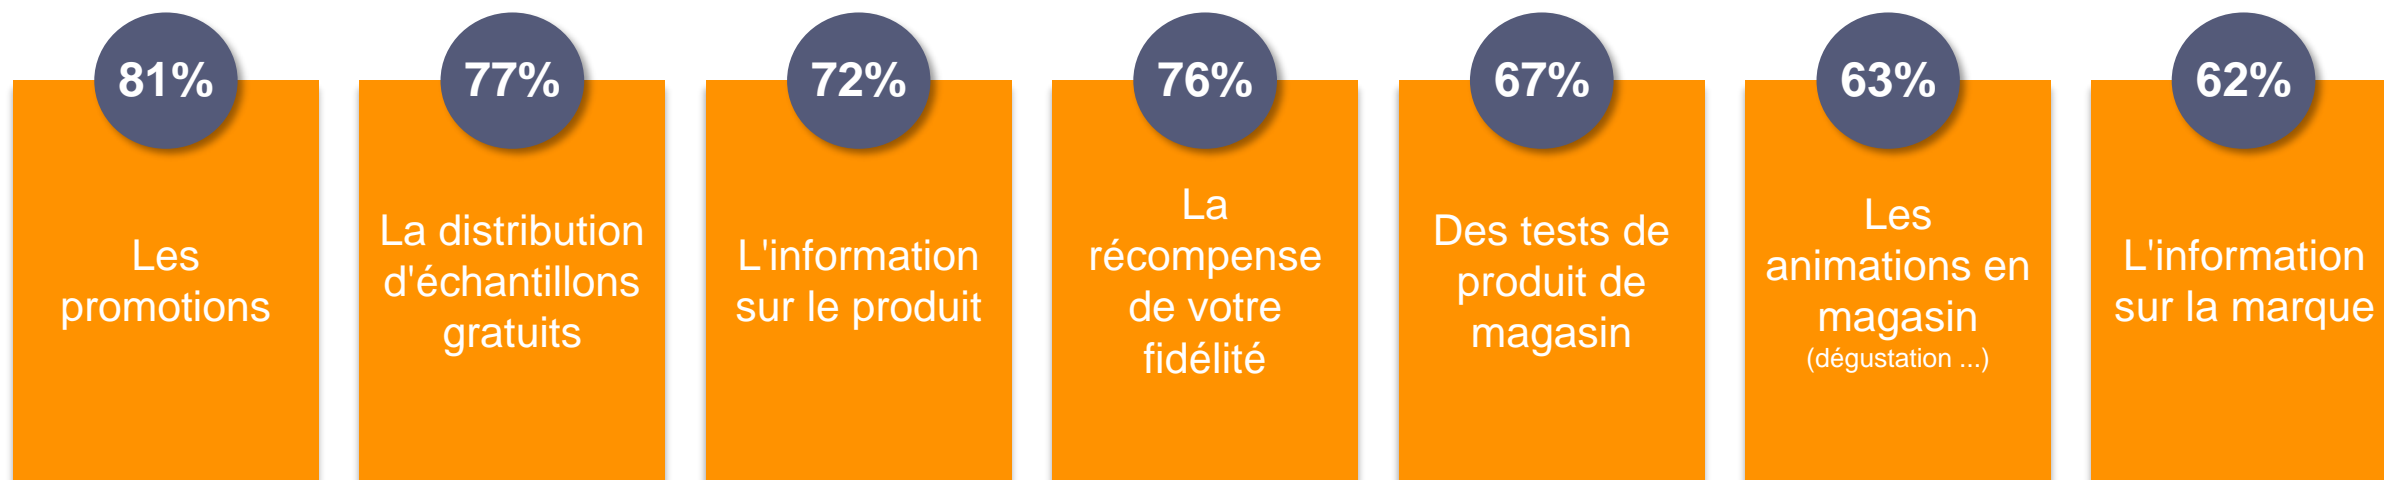 81%
Les
promotions
77%
La distribution
d'échantillons
gratuits
72%
L'information
sur le produit
76%
La
récompense
de votre
fidélité
67%
Des tests de
produit de
magasin
63%
Les
animations en
magasin
(dégustation ...)
62%
L'information
sur la marque